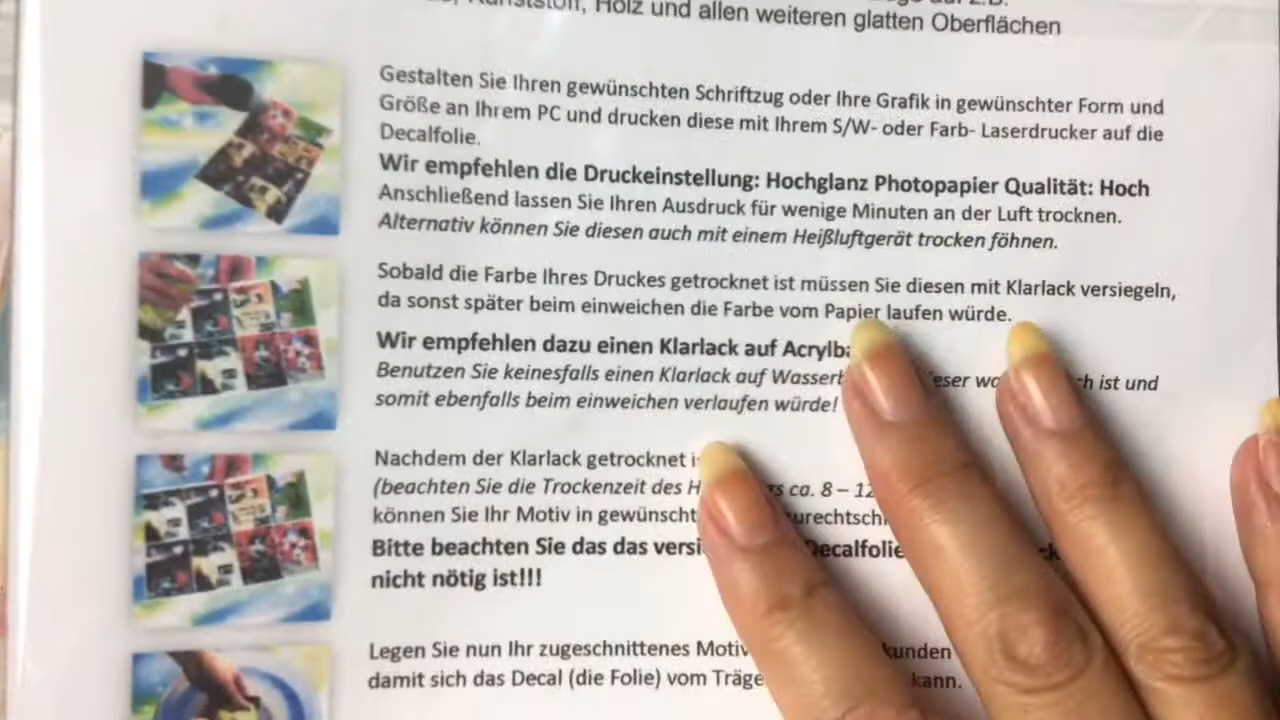 Kunststoff, Holz und allen weiteren glatten Oberflächen
Gestalten Sie Ihren gewünschten Schriftzug oder Ihre Grafik in gewünschter Form und
Größe an Ihrem PC und drucken diese mit Ihrem S/W- oder Farb- Laserdrucker auf die
Decalfolie.
Wir empfehlen die Druckeinstellung: Hochglanz Photopapier Qualität: Hoch
Anschließend lassen Sie Ihren Ausdruck für wenige Minuten an der Luft trocknen.
Alternativ können Sie diesen auch mit einem Heißluftgerät trocken föhnen.
Sobald die Farbe Ihres Druckes getrocknet ist müssen Sie diesen mit Klarlack versiegeln,
da sonst später beim einweichen die Farbe vom Papier laufen würde.
Wir empfehlen dazu einen Klarlack auf
Benutzen Sie keinesfalls einen Klarlack auf ist und
somit ebenfalls beim einweichen verlaufen würde!
Nachdem der Klarlack getrocknet
(beachten Sie die Trockenzeit des ca. 8 –
können Sie Ihr Motiv in
Bitte beachten Sie das das Decalfolie
nicht nötig ist!!!
Legen Sie nun Ihr zugeschnittenes
damit sich das Decal (die Folie) vom kann.